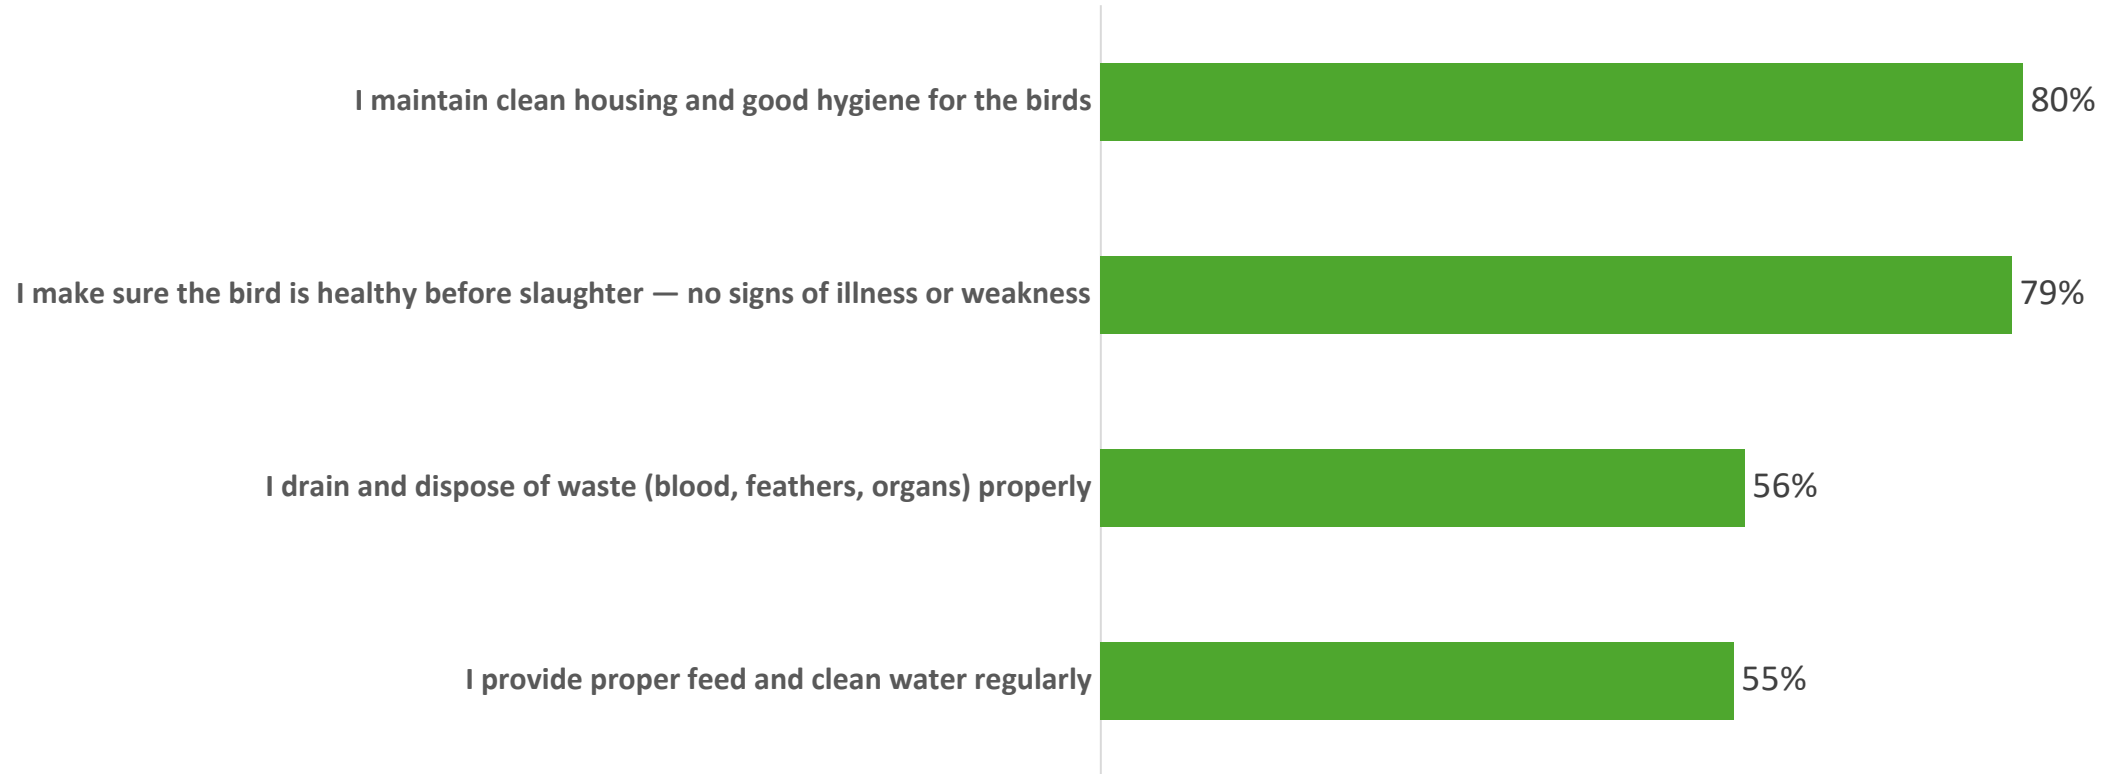 I maintain clean housing and good hygiene for the birds 80%
I make sure the bird is healthy before slaughter — no signs of illness or weakness 79%
I drain and dispose of waste (blood, feathers, organs) properly 56%
I provide proper feed and clean water regularly 55%